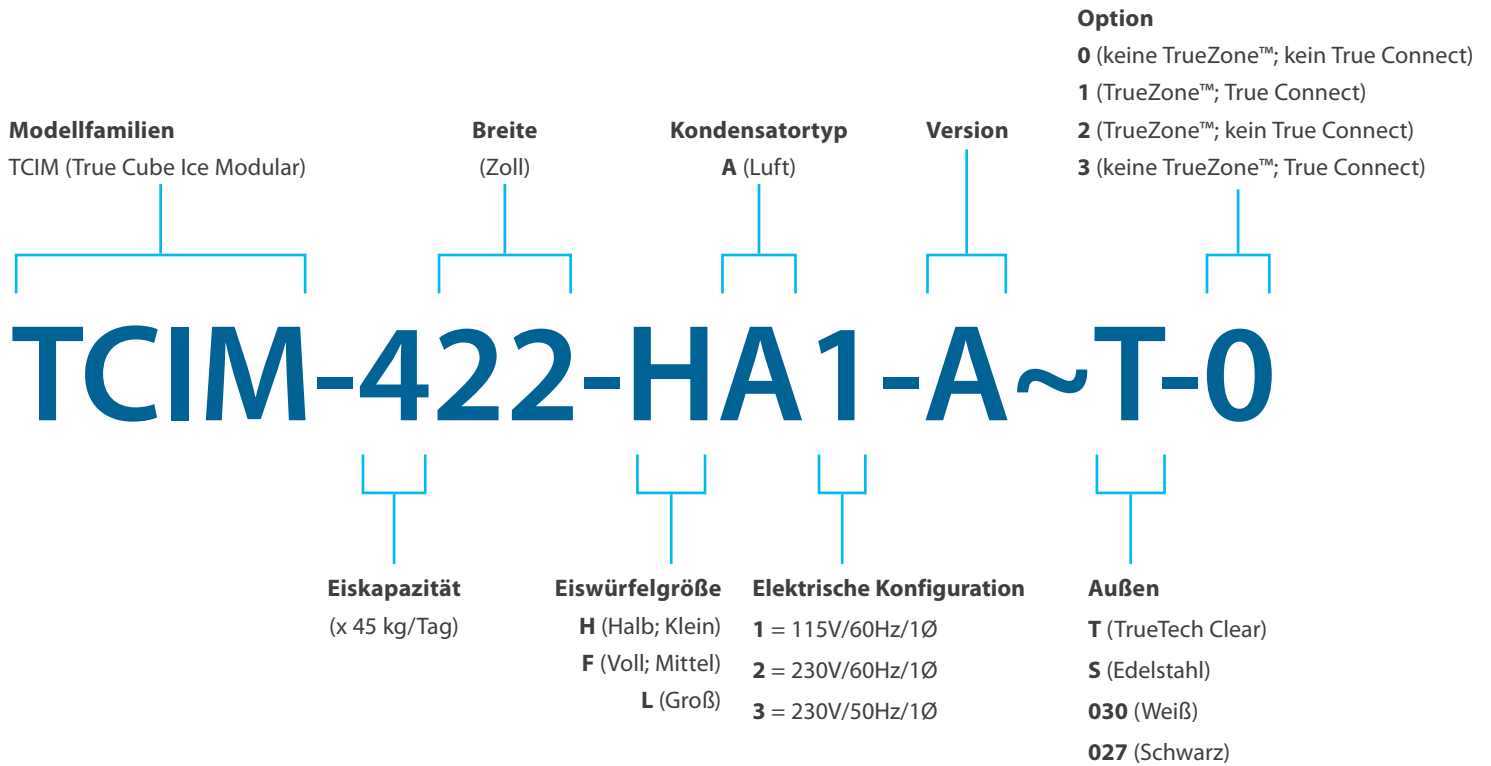 Option
0 (keine TrueZone™; kein True Connect)
1 (TrueZone™; True Connect)
2 (TrueZone™; kein True Connect)
3 (keine TrueZone™; True Connect)
Modellfamilien
TCIM (True Cube Ice Modular)
Breite
(Zoll)
Kondensatortyp
A (Luft)
Version
TCIM-422-HA1-A~T-0
Eiskapazität
(x 45 kg/Tag)
Eiswürfelgröße
H (Halb; Klein)
F (Voll; Mittel)
L (Groß)
Elektrische Konfiguration
1 = 115V/60Hz/1Ø
2 = 230V/60Hz/1Ø
3 = 230V/50Hz/1Ø
Außen
T (TrueTech Clear)
S (Edelstahl)
030 (Weiß)
027 (Schwarz)